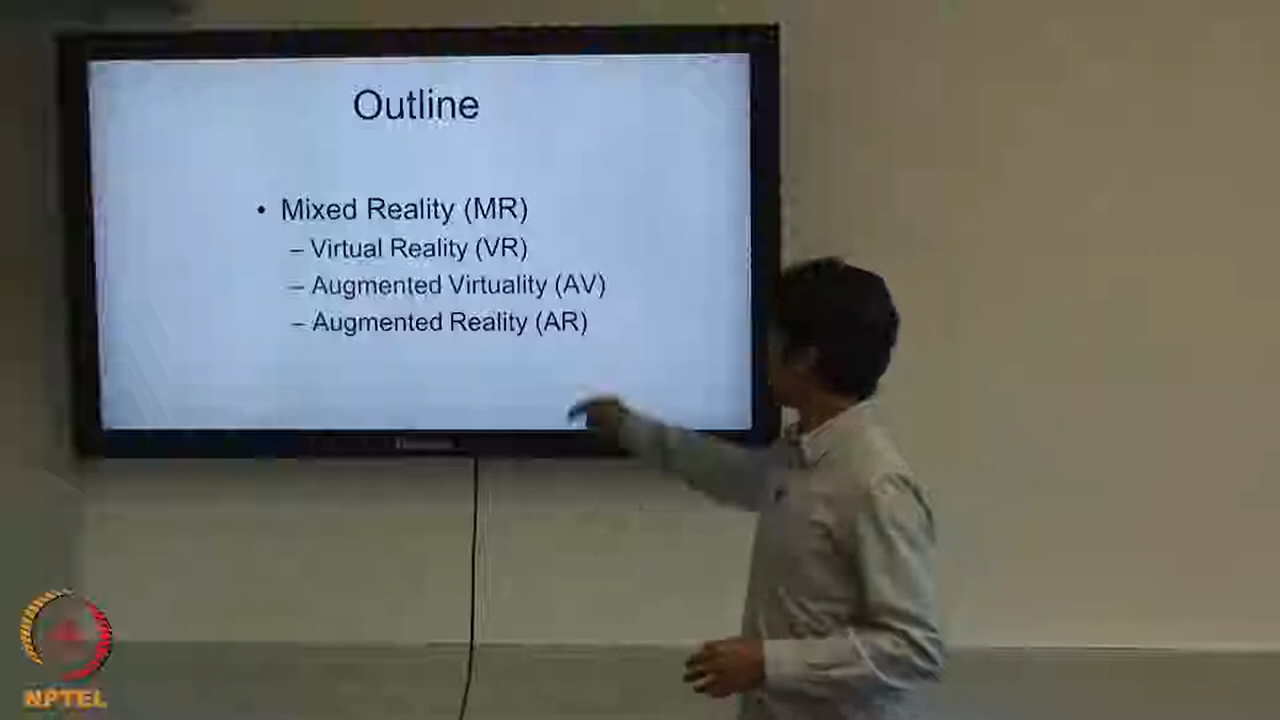 Outline
• Mixed Reality (MR)
– Virtual Reality (VR)
– Augmented Virtuality (AV)
– Augmented Reality (AR)
NPTEL